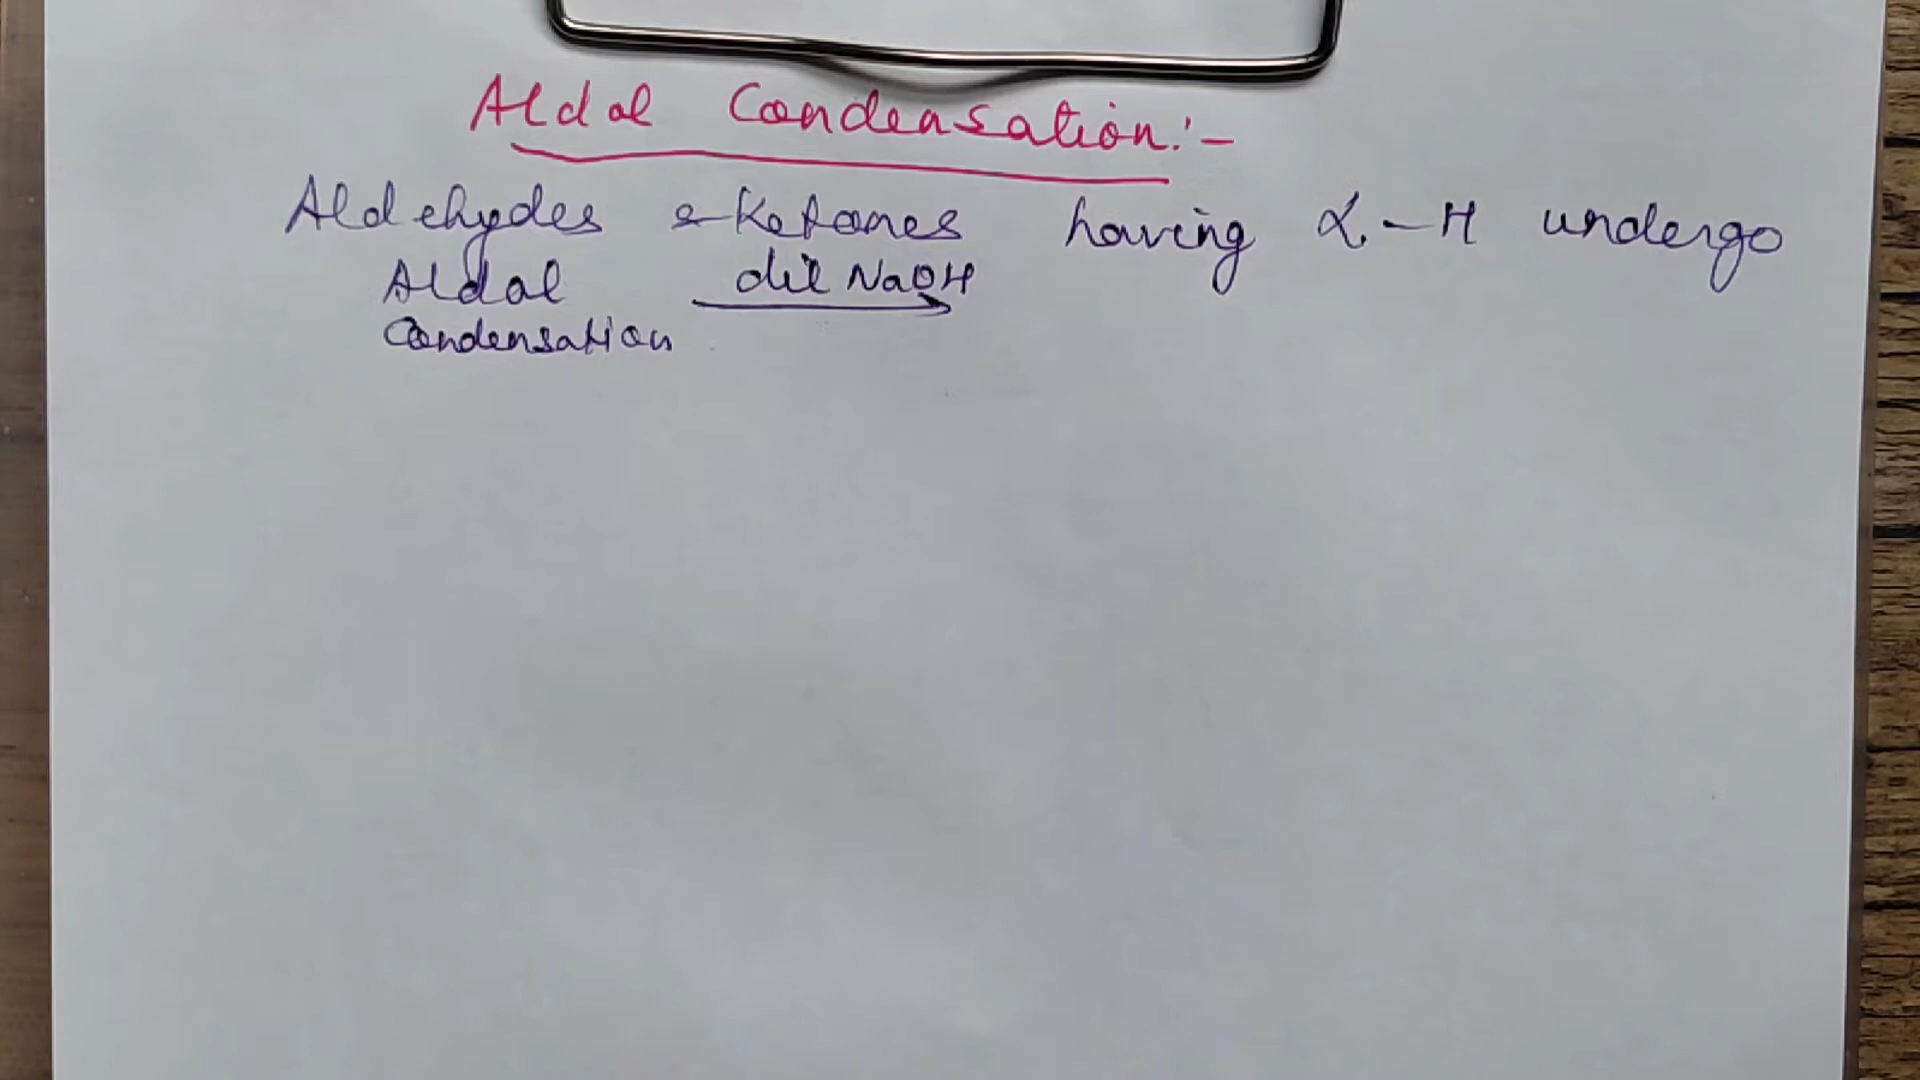 Aldol Condensation:-
Aldehydes & Ketones having α-H undergo
Aldol dil NaOH
Condensation